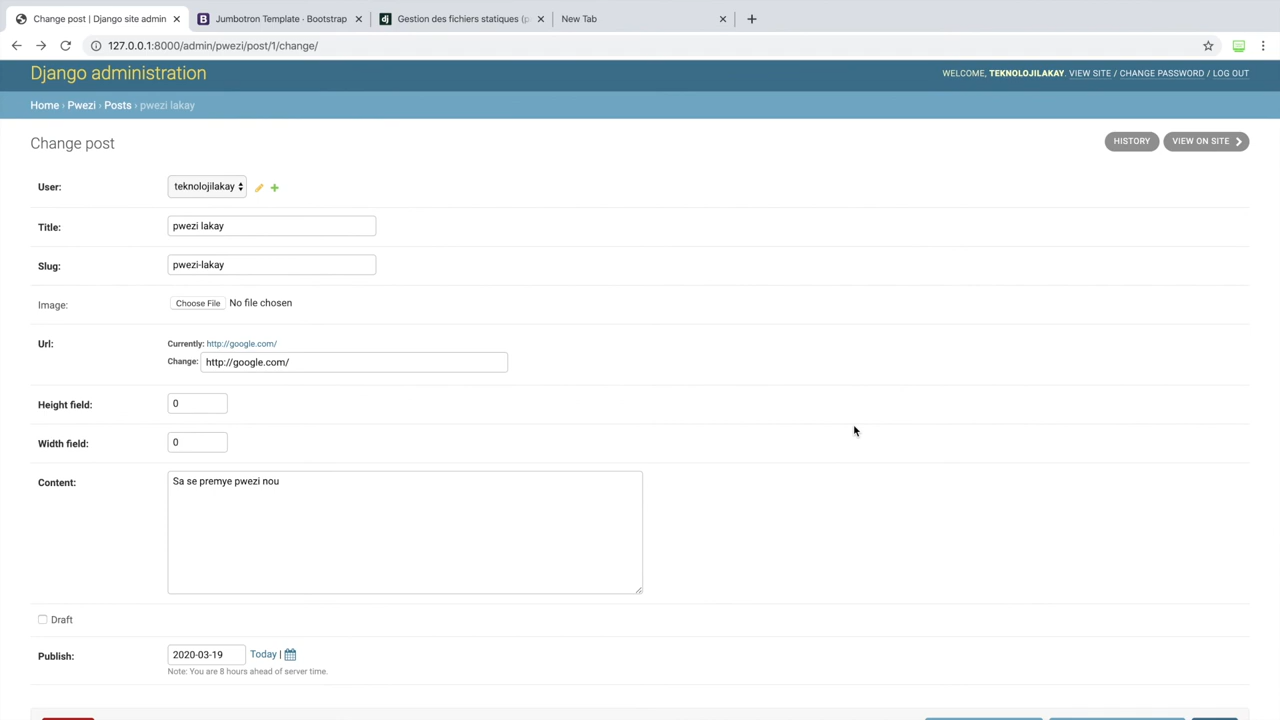 Change post | Django site admin
Jumbotron Template · Bootstrap
dj Gestion des fichiers statiques (p
New Tab
127.0.0.1:8000/admin/pwezi/post/1/change/
Django administration
WELCOME, TEKNOLOJILAKAY. VIEW SITE / CHANGE PASSWORD / LOG OUT
Home › Pwezi › Posts › pwezi lakay
Change post
HISTORY
VIEW ON SITE
User: teknolojilakay
Title: pwezi lakay
Slug: pwezi-lakay
Image: Choose File No file chosen
Url: Currently: http://google.com/
Change: http://google.com/
Height field: 0
Width field: 0
Content: Sa se premye pwezi nou
Draft
Publish: 2020-03-19 Today |
Note: You are 8 hours ahead of server time.